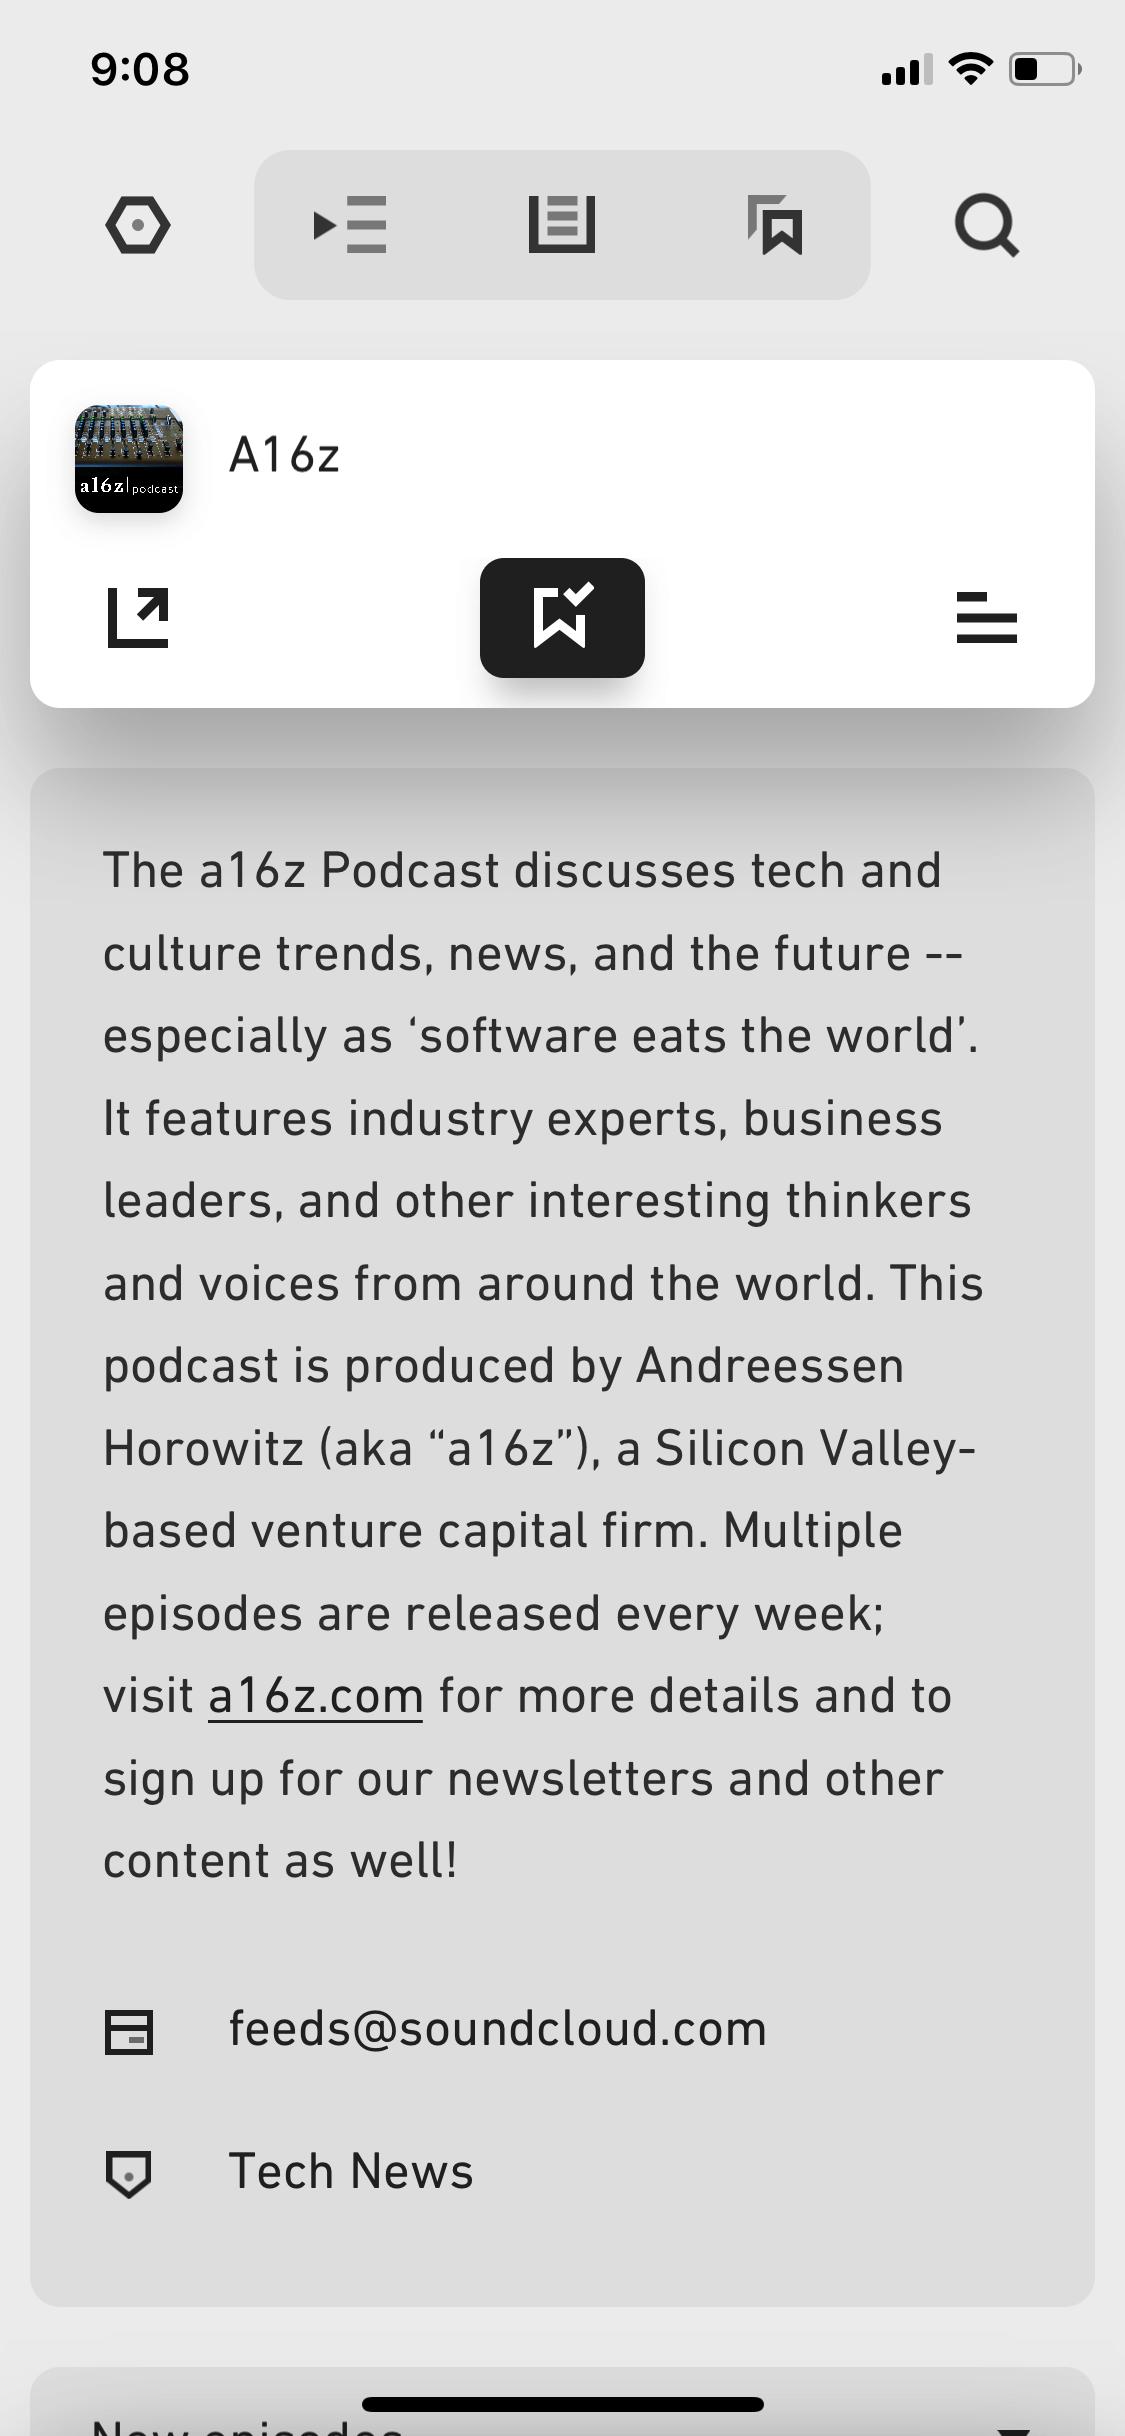 9:08
A16z
a16z|podcast
The a16z Podcast discusses tech and
culture trends, news, and the future --
especially as ‘software eats the world’.
It features industry experts, business
leaders, and other interesting thinkers
and voices from around the world. This
podcast is produced by Andreessen
Horowitz (aka “a16z”), a Silicon Valley-
based venture capital firm. Multiple
episodes are released every week;
visit a16z.com for more details and to
sign up for our newsletters and other
content as well!
feeds@soundcloud.com
Tech News
New episodes